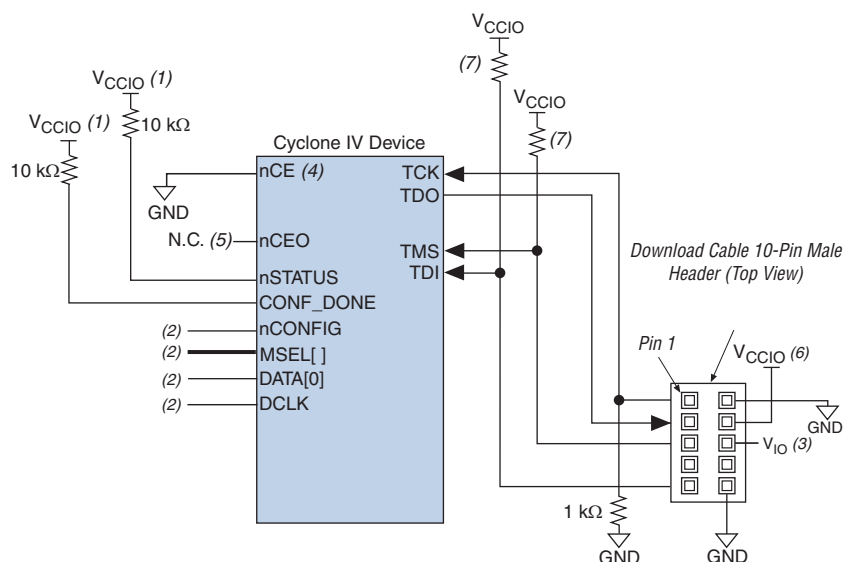 V_CCIO
(7)
V_CCIO (1)
V_CCIO
V_CCIO (1)
10 kΩ
(7)
10 kΩ
Cyclone IV Device
nCE (4)
TCK
TDO
GND
N.C. (5)
nCEO
TMS
TDI
Download Cable 10-Pin Male
Header (Top View)
nSTATUS
CONF_DONE
(2)
nCONFIG
(2)
MSEL[ ]
(2)
DATA[0]
(2)
DCLK
Pin 1
V_CCIO (6)
GND
V_IO (3)
1 kΩ
GND
GND